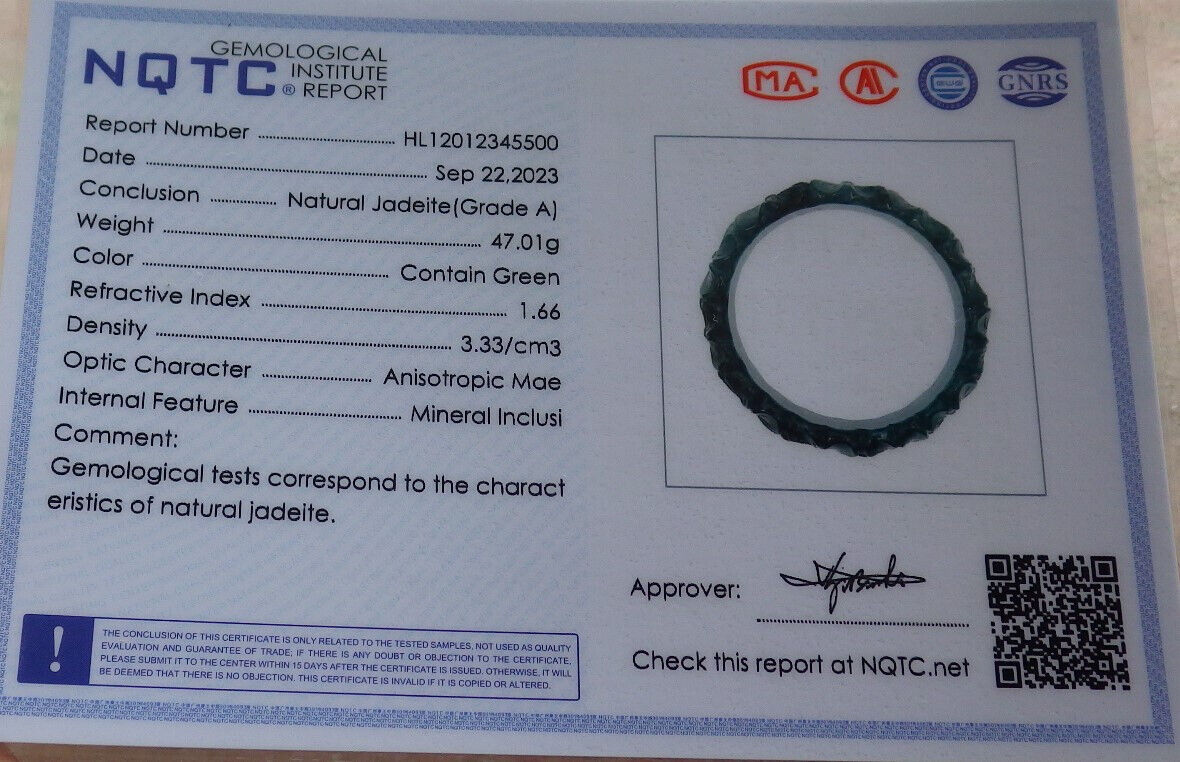 NQTC ® GEMOLOGICAL
INSTITUTE
REPORT
MA
GNRS
Report Number ........ HL12012345500
Date ........ Sep 22,2023
Conclusion ........ Natural Jadeite(Grade A)
Weight ........ 47.01g
Color ........ Contain Green
Refractive Index ........ 1.66
Density ........ 3.33/cm3
Optic Character ........ Anisotropic Mae
Internal Feature ........ Mineral Inclusi
Comment:
Gemological tests correspond to the charact
eristics of natural jadeite.
Approver:
Check this report at NQTC.net
!
THE CONCLUSION OF THIS CERTIFICATE IS ONLY RELATED TO THE TESTED SAMPLES, NOT USED AS QUALITY
EVALUATION AND GUARANTEE OF TRADE; IF THERE IS ANY DOUBT OR OBJECTION TO THE CERTIFICATE,
PLEASE SUBMIT IT TO THE CENTER WITHIN 10 DAYS AFTER THE CERTIFICATE IS ISSUED. OTHERWISE, IT WILL
BE DEEMED THAT THERE IS NO OBJECTION. THIS CERTIFICATE IS INVALID IF IT IS COPIED OR ALTERED.